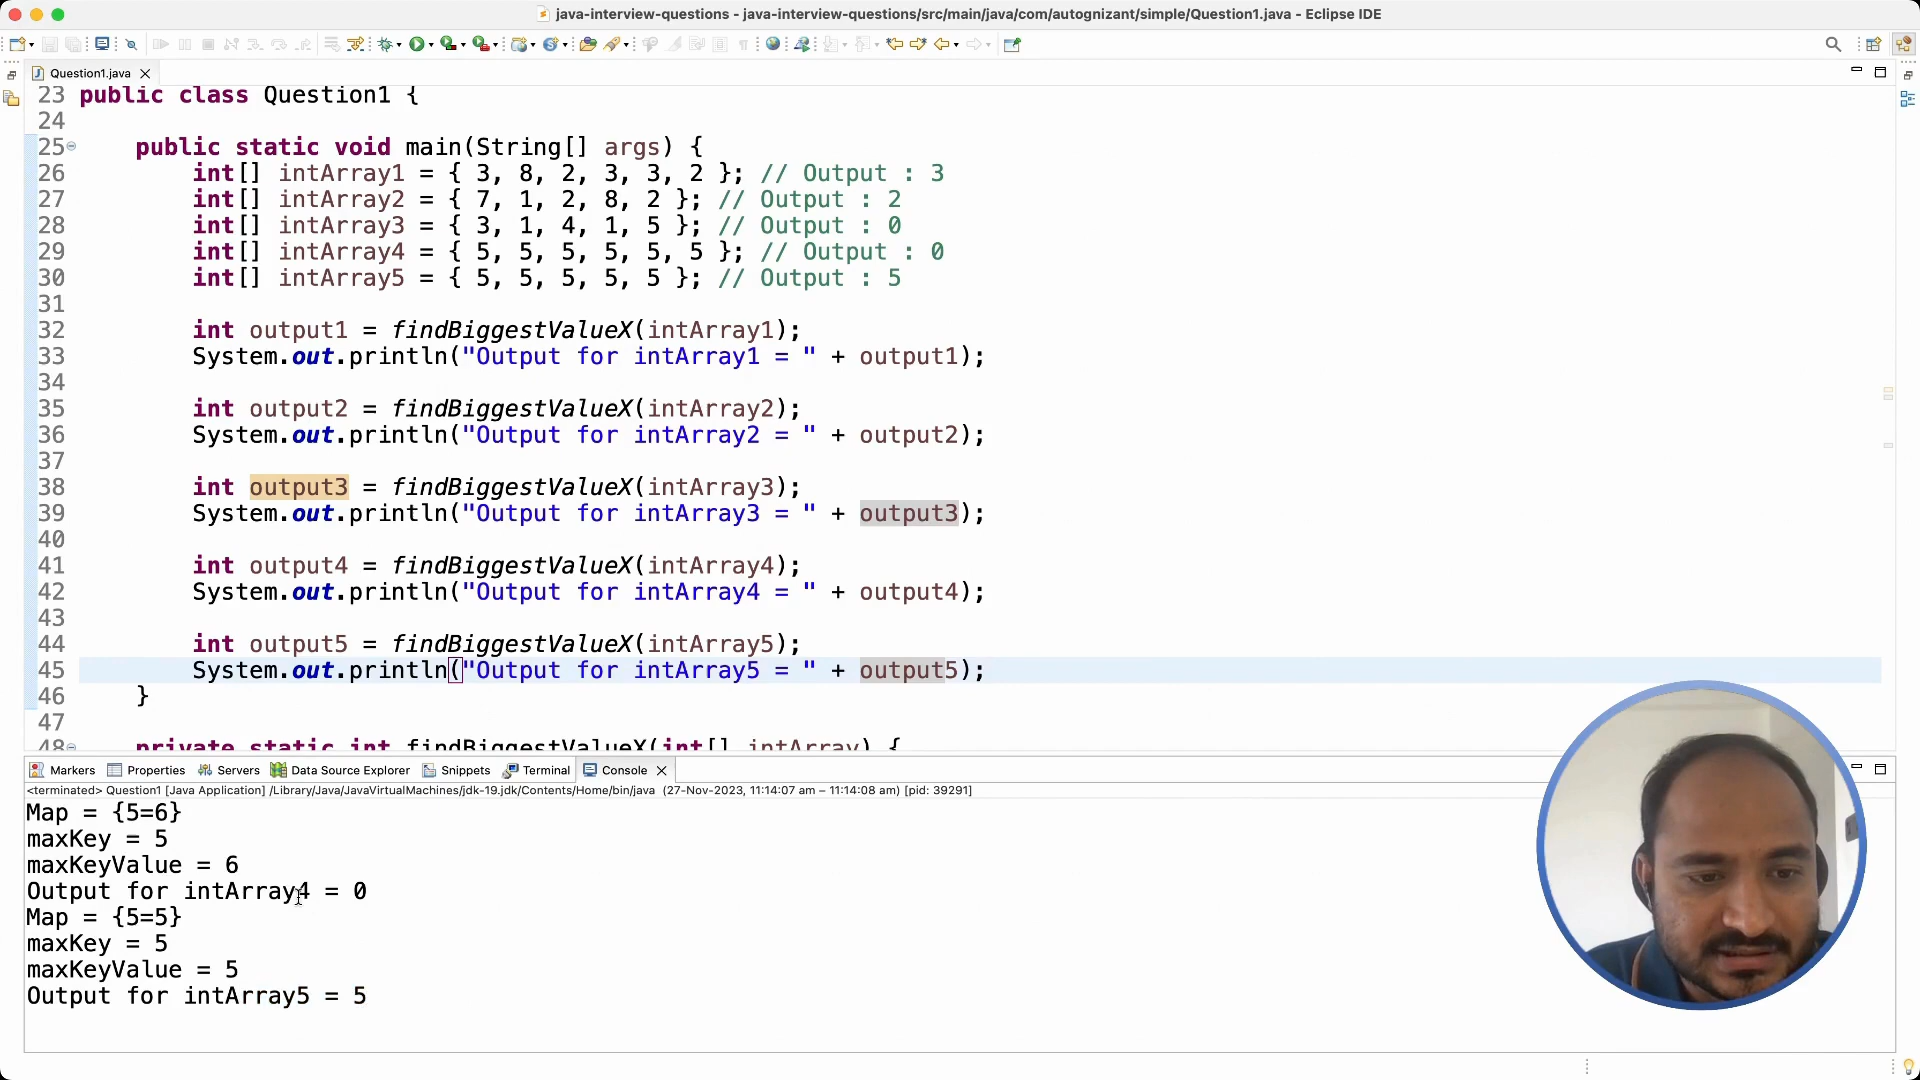 java-interview-questions - java-interview-questions/src/main/java/com/autognizant/simple/Question1.java - Eclipse IDE
Question1.java
23 public class Question1 {
24
25 public static void main(String[] args) {
26 int[] intArray1 = { 3, 8, 2, 3, 3, 2 }; // Output : 3
27 int[] intArray2 = { 7, 1, 2, 8, 2 }; // Output : 2
28 int[] intArray3 = { 3, 1, 4, 1, 5 }; // Output : 0
29 int[] intArray4 = { 5, 5, 5, 5, 5, 5 }; // Output : 0
30 int[] intArray5 = { 5, 5, 5, 5, 5 }; // Output : 5
31
32 int output1 = findBiggestValueX(intArray1);
33 System.out.println("Output for intArray1 = " + output1);
34
35 int output2 = findBiggestValueX(intArray2);
36 System.out.println("Output for intArray2 = " + output2);
37
38 int output3 = findBiggestValueX(intArray3);
39 System.out.println("Output for intArray3 = " + output3);
40
41 int output4 = findBiggestValueX(intArray4);
42 System.out.println("Output for intArray4 = " + output4);
43
44 int output5 = findBiggestValueX(intArray5);
45 System.out.println("Output for intArray5 = " + output5);
46 }
47
48 private static int findBiggestValueX(int[] intArray) {
Markers Properties Servers Data Source Explorer Snippets Terminal Console
<terminated> Question1 [Java Application] /Library/Java/JavaVirtualMachines/jdk-19.jdk/Contents/Home/bin/java (27-Nov-2023, 11:14:07 am – 11:14:08 am) [pid: 39291]
Map = {5=6}
maxKey = 5
maxKeyValue = 6
Output for intArray4 = 0
Map = {5=5}
maxKey = 5
maxKeyValue = 5
Output for intArray5 = 5